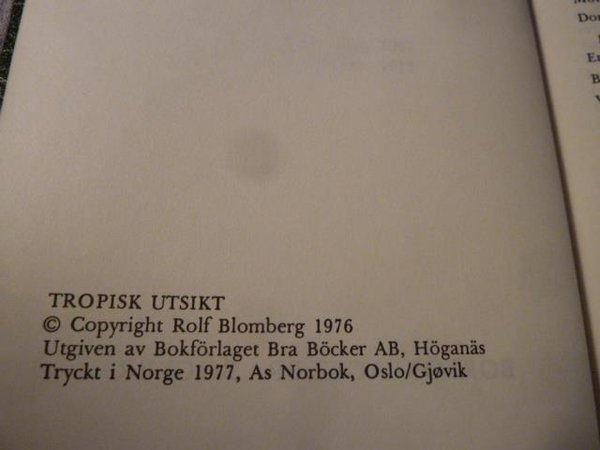 TROPISK UTSIKT
© Copyright Rolf Blomberg 1976
Utgiven av Bokförlaget Bra Böcker AB, Höganäs
Tryckt i Norge 1977, As Norbok, Oslo/Gjøvik